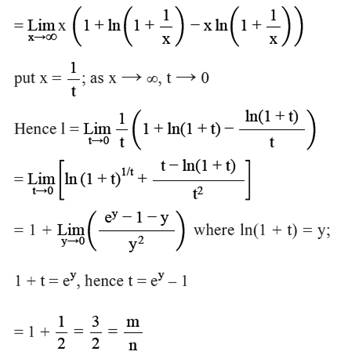 = Lim x→∞ x (1 + ln(1 + 1/x) − x ln(1 + 1/x))
put x = 1/t; as x → ∞, t → 0
Hence l = Lim t→0 1/t (1 + ln(1 + t) − ln(1 + t)/t)
= Lim t→0 [ln (1 + t)^1/t + (t − ln(1 + t))/t²]
= 1 + Lim y→0 ((e^y − 1 − y)/y²) where ln(1 + t) = y;
1 + t = e^y, hence t = e^y − 1
= 1 + 1/2 = 3/2 = m/n